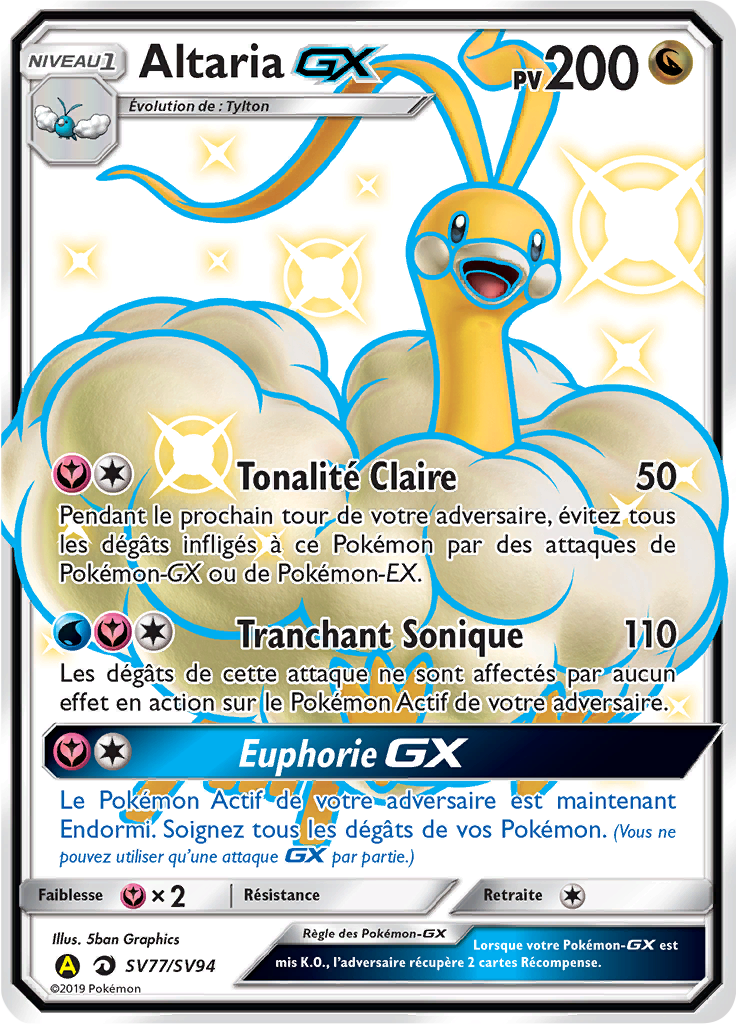 NIVEAU1
Altaria GX
PV200
Évolution de : Tylton
Tonalité Claire 50
Pendant le prochain tour de votre adversaire, évitez tous
les dégâts infligés à ce Pokémon par des attaques de
Pokémon-GX ou de Pokémon-EX.
Tranchant Sonique 110
Les dégâts de cette attaque ne sont affectés par aucun
effet en action sur le Pokémon Actif de votre adversaire.
Euphorie GX
Le Pokémon Actif de votre adversaire est maintenant
Endormi. Soignez tous les dégâts de vos Pokémon. (Vous ne
pouvez utiliser qu'une attaque GX par partie.)
Faiblesse ×2 Résistance Retraite
Illus. 5ban Graphics
A SV77/SV94
©2019 Pokémon
Règle des Pokémon-GX
Lorsque votre Pokémon-GX est
mis K.O., l'adversaire récupère 2 cartes Récompense.